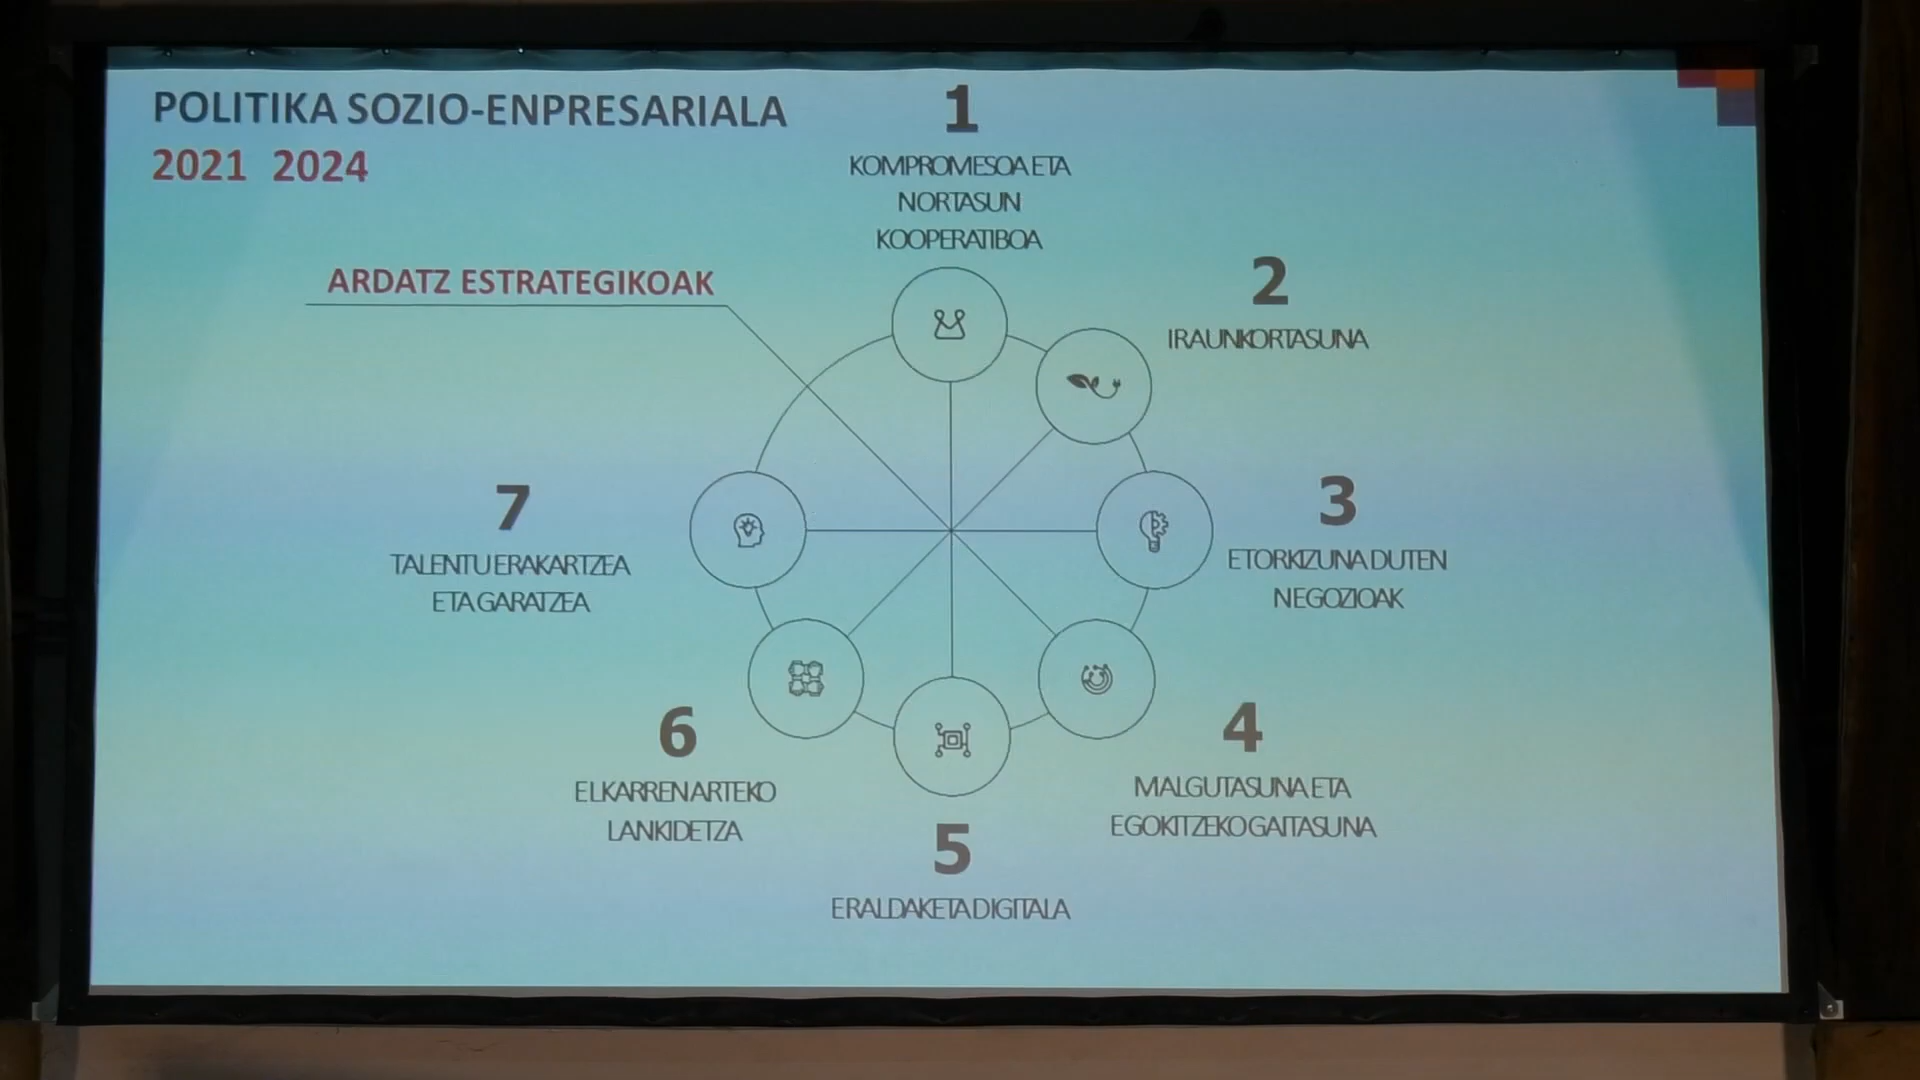 POLITIKA SOZIO-ENPRESARIALA
2021 2024
ARDATZ ESTRATEGIKOAK
1
KOMPROMESOA ETA
NORTASUN
KOOPERATIBOA
2
IRAUNKORTASUNA
3
ETORKIZUNA DUTEN
NEGOZIOAK
4
MALGUTASUNA ETA
EGOKITZEKO GAITASUNA
5
ERALDAKETA DIGITALA
6
ELKARREN ARTEKO
LANKIDETZA
7
TALENTU ERAKARTZEA
ETA GARATZEA